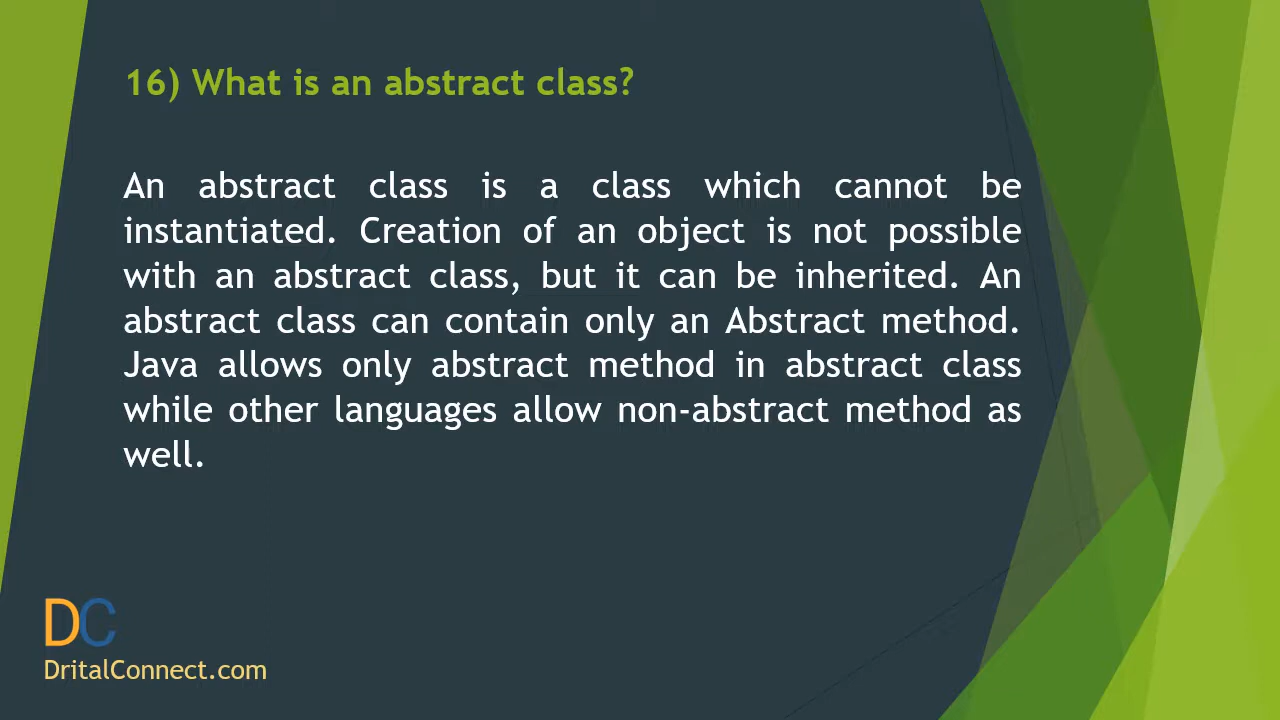 16) What is an abstract class?
An abstract class is a class which cannot be
instantiated. Creation of an object is not possible
with an abstract class, but it can be inherited. An
abstract class can contain only an Abstract method.
Java allows only abstract method in abstract class
while other languages allow non-abstract method as
well.
DC
DritalConnect.com